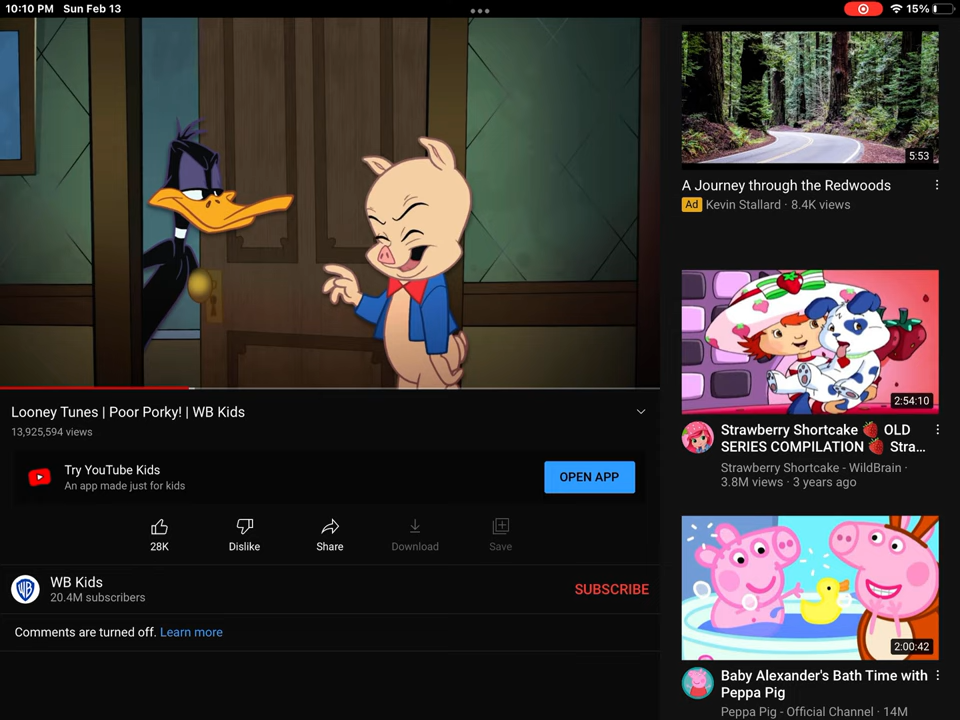 10:10 PM Sun Feb 13
15%
5:53
A Journey through the Redwoods
Ad Kevin Stallard · 8.4K views
2:54:10
Strawberry Shortcake 🍓 OLD
SERIES COMPILATION 🍓 Stra...
Strawberry Shortcake - WildBrain ·
3.8M views · 3 years ago
2:00:42
Baby Alexander's Bath Time with
Peppa Pig
Peppa Pig - Official Channel · 14M
Looney Tunes | Poor Porky! | WB Kids
13,925,594 views
Try YouTube Kids
An app made just for kids
OPEN APP
28K Dislike Share Download Save
WB
WB Kids
20.4M subscribers
SUBSCRIBE
Comments are turned off. Learn more